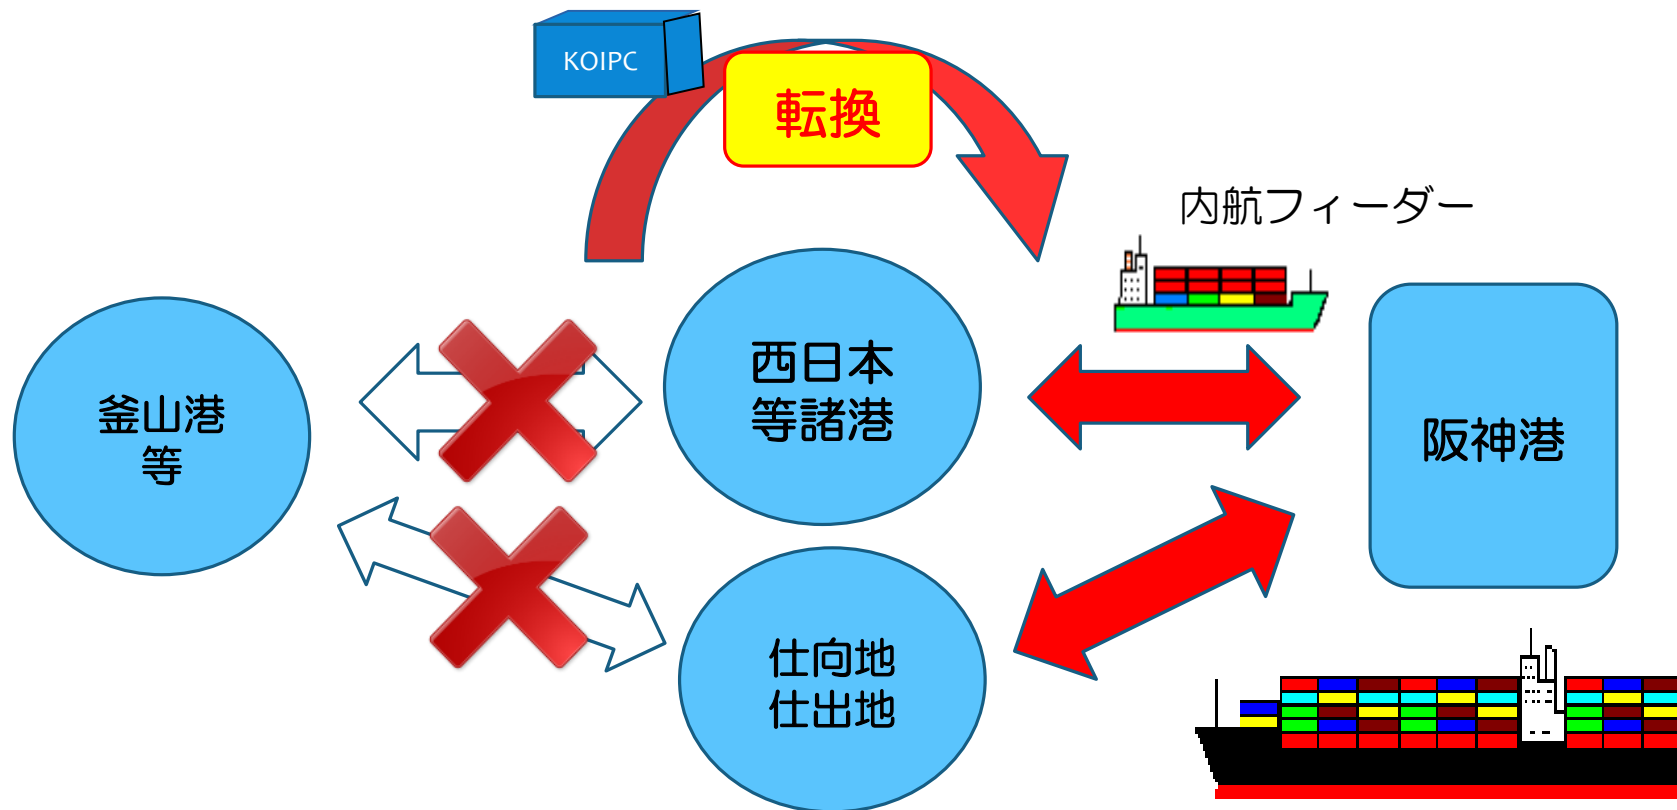 KOIPC
転換
内航フィーダー
釜山港
等
西日本
等諸港
阪神港
仕向地
仕出地